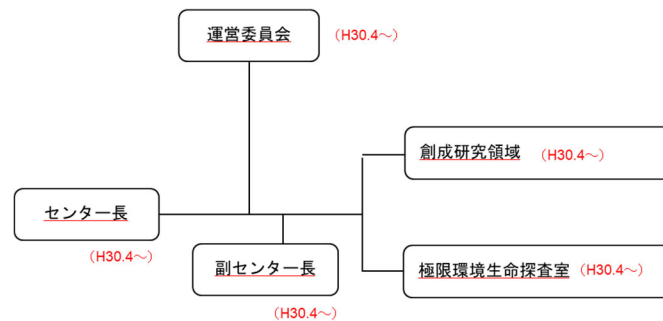 運営委員会 (H30.4～)
創成研究領域 (H30.4～)
センター長
(H30.4～)
副センター長
(H30.4～)
極限環境生命探査室 (H30.4～)